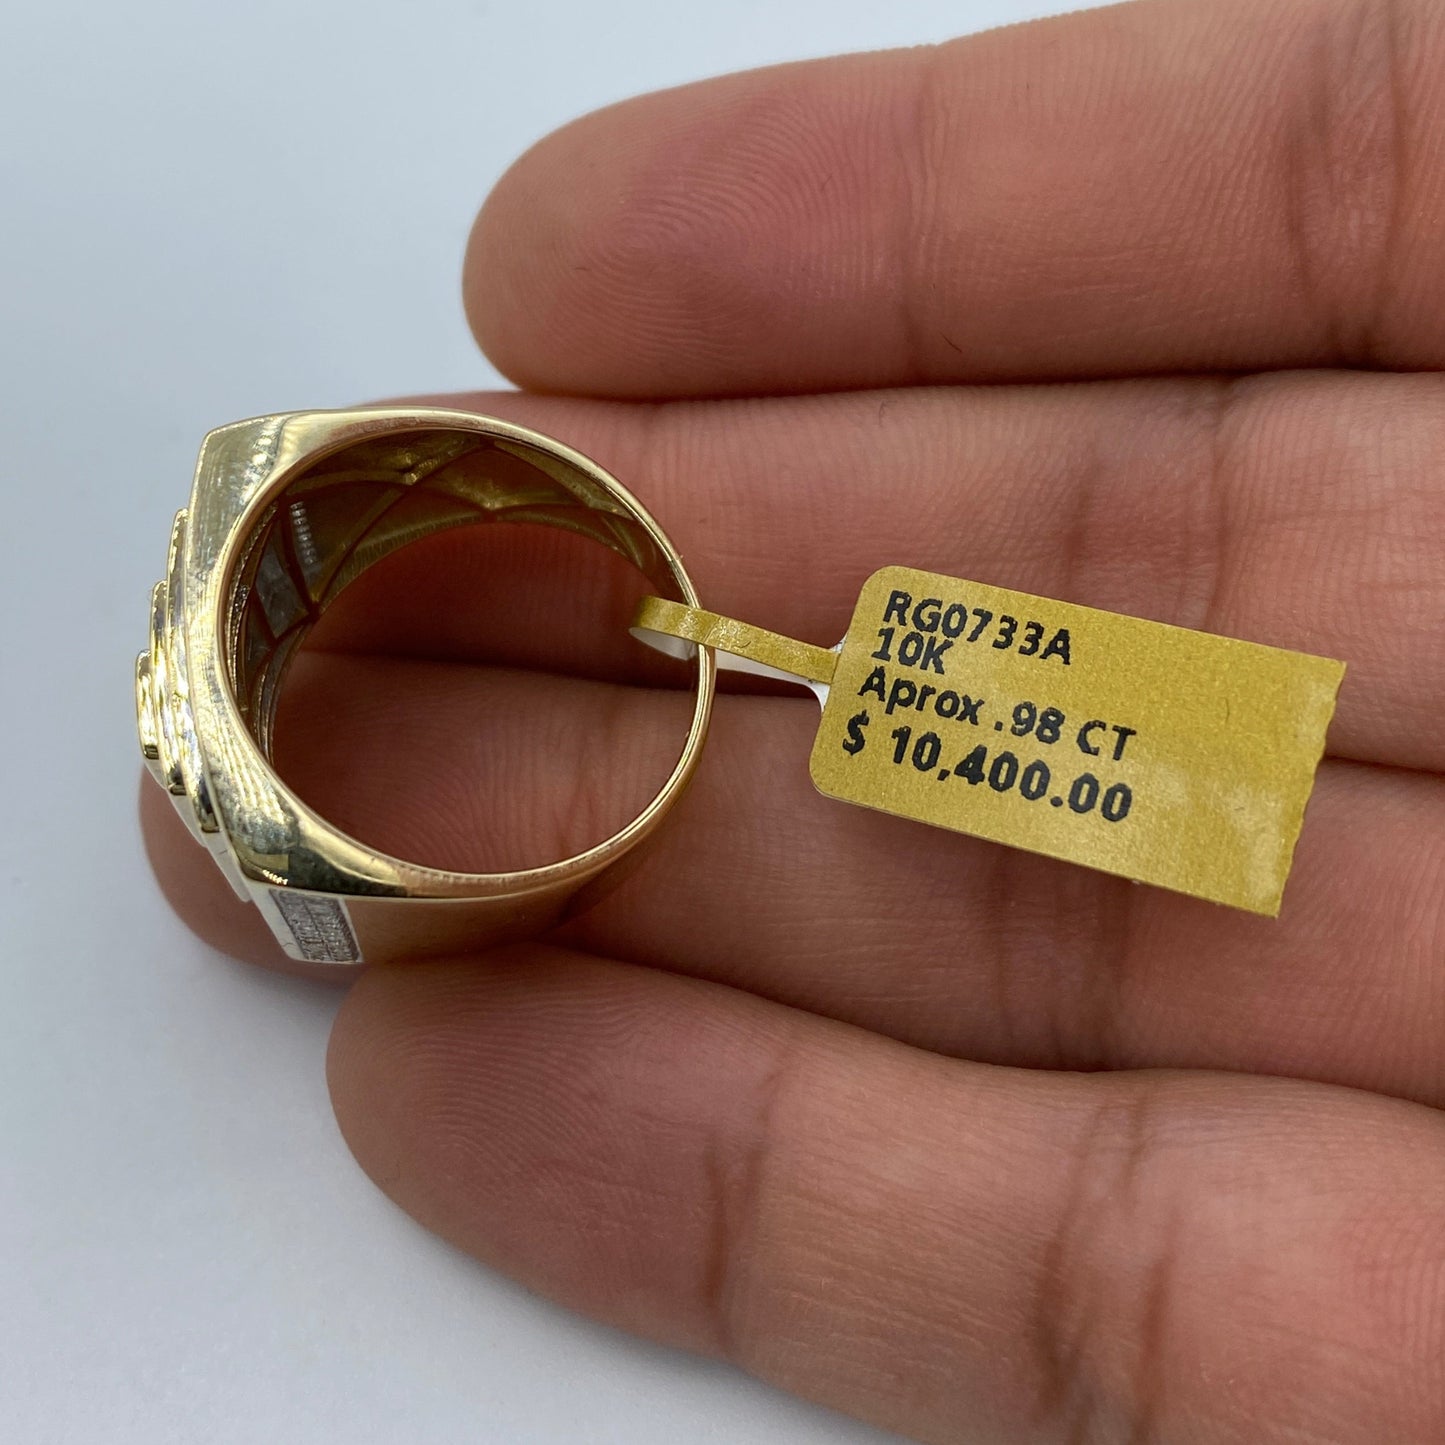 RG0733A
10K
Aprox .98 CT
$ 10,400.00